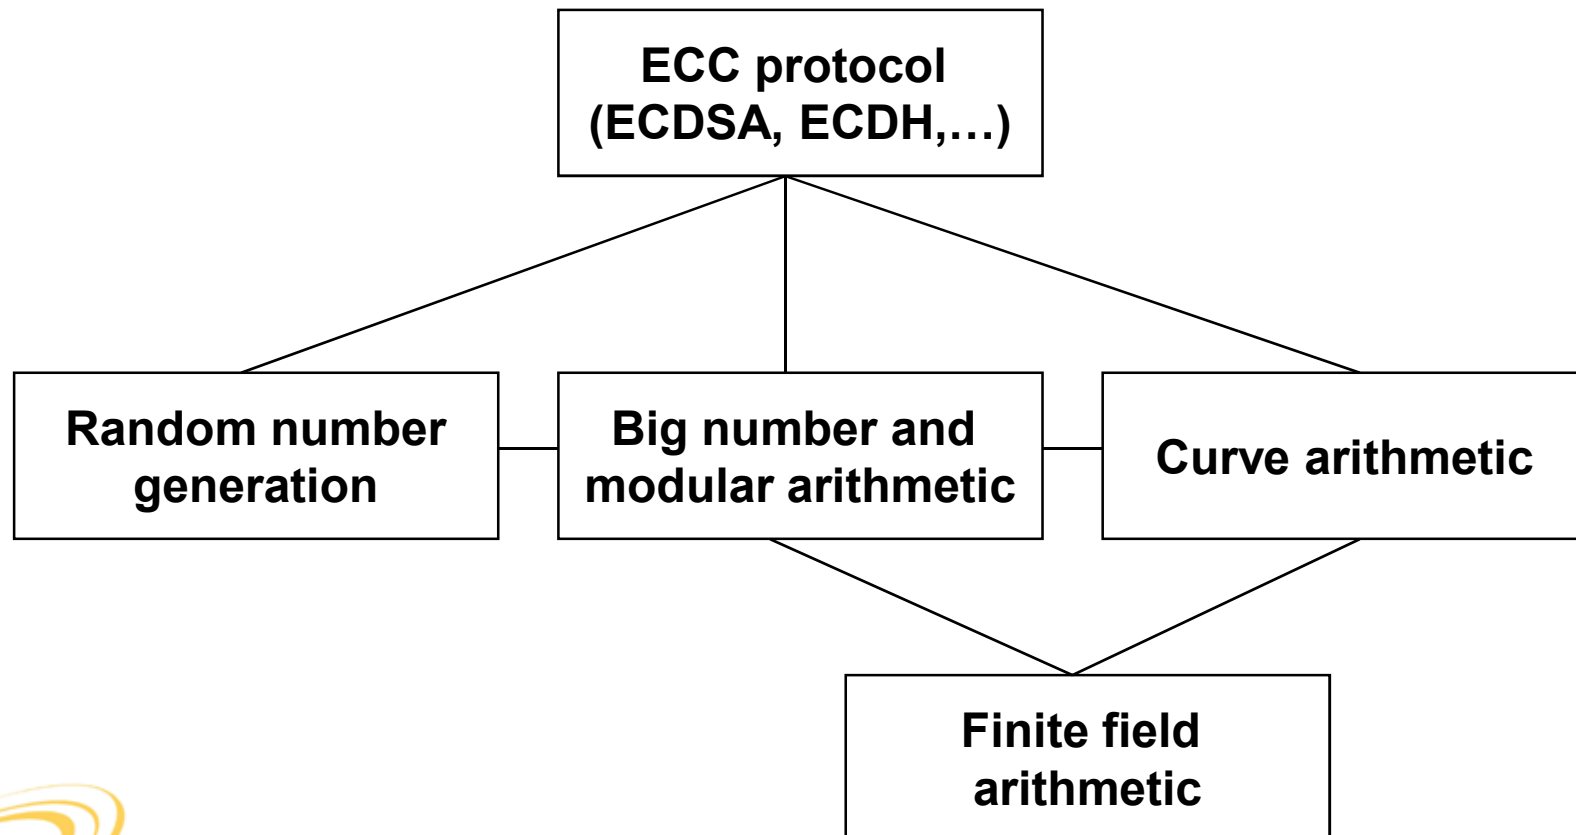 ECC protocol
(ECDSA, ECDH,...)
Random number
generation
Big number and
modular arithmetic
Curve arithmetic
Finite field
arithmetic